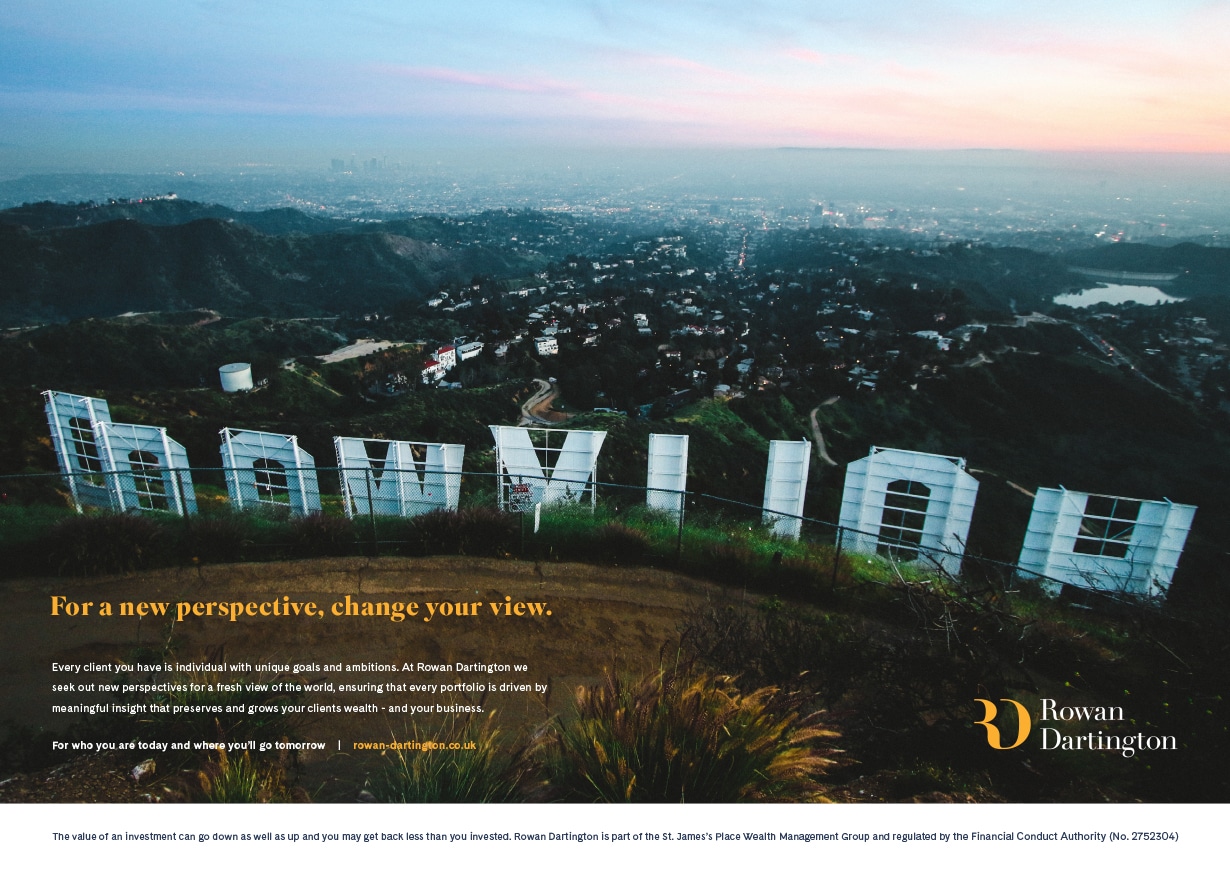 HOLLYWOOD
For a new perspective, change your view.
Every client you have is individual with unique goals and ambitions. At Rowan Dartington we
seek out new perspectives for a fresh view of the world, ensuring that every portfolio is driven by
meaningful insight that preserves and grows your clients wealth - and your business.
For who you are today and where you'll go tomorrow | rowan-dartington.co.uk
RD Rowan
Dartington
The value of an investment can go down as well as up and you may get back less than you invested. Rowan Dartington is part of the St. James's Place Wealth Management Group and regulated by the Financial Conduct Authority (No. 2752304)